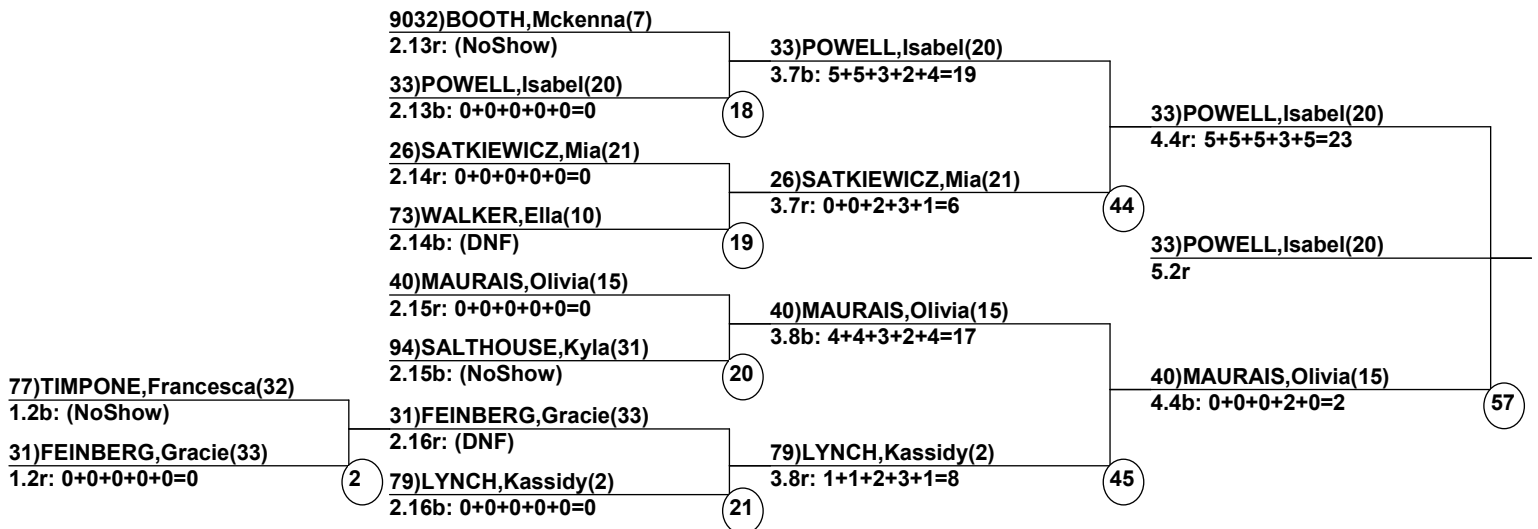 9032)BOOTH,Mckenna(7)
2.13r: (NoShow)
33)POWELL,Isabel(20)
2.13b: 0+0+0+0+0=0
18
26)SATKIEWICZ,Mia(21)
2.14r: 0+0+0+0+0=0
73)WALKER,Ella(10)
2.14b: (DNF)
19
40)MAURAIS,Olivia(15)
2.15r: 0+0+0+0+0=0
94)SALTHOUSE,Kyla(31)
2.15b: (NoShow)
20
77)TIMPONE,Francesca(32)
1.2b: (NoShow)
31)FEINBERG,Gracie(33)
1.2r: 0+0+0+0+0=0
2
31)FEINBERG,Gracie(33)
2.16r: (DNF)
79)LYNCH,Kassidy(2)
2.16b: 0+0+0+0+0=0
21
33)POWELL,Isabel(20)
3.7b: 5+5+3+2+4=19
26)SATKIEWICZ,Mia(21)
3.7r: 0+0+2+3+1=6
44
40)MAURAIS,Olivia(15)
3.8b: 4+4+3+2+4=17
79)LYNCH,Kassidy(2)
3.8r: 1+1+2+3+1=8
45
33)POWELL,Isabel(20)
4.4r: 5+5+5+3+5=23
40)MAURAIS,Olivia(15)
4.4b: 0+0+0+2+0=2
57
33)POWELL,Isabel(20)
5.2r